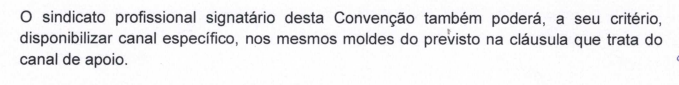 O sindicato profissional signatário desta Convenção também poderá, a seu critério,
disponibilizar canal específico, nos mesmos moldes do previsto na cláusula que trata do
canal de apoio.